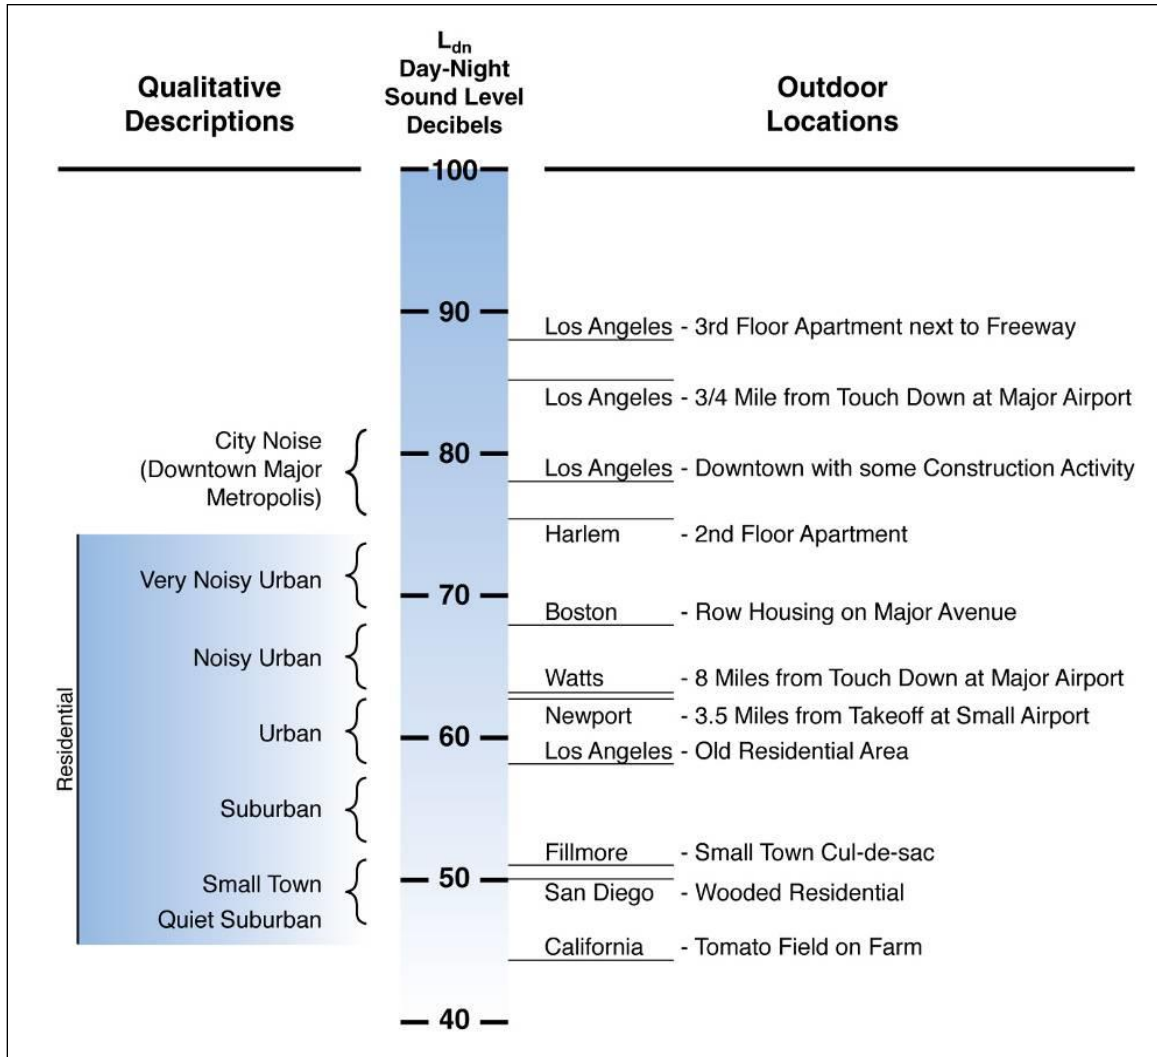 L_dn
Day-Night
Sound Level
Decibels
Qualitative
Descriptions
Outdoor
Locations
100
90
Los Angeles - 3rd Floor Apartment next to Freeway
Los Angeles - 3/4 Mile from Touch Down at Major Airport
City Noise
(Downtown Major
Metropolis)
80
Los Angeles - Downtown with some Construction Activity
Harlem - 2nd Floor Apartment
Very Noisy Urban
70
Boston - Row Housing on Major Avenue
Noisy Urban
Watts - 8 Miles from Touch Down at Major Airport
Newport - 3.5 Miles from Takeoff at Small Airport
Residential
Urban
60
Los Angeles - Old Residential Area
Suburban
Fillmore - Small Town Cul-de-sac
50
Small Town
San Diego - Wooded Residential
Quiet Suburban
California - Tomato Field on Farm
40